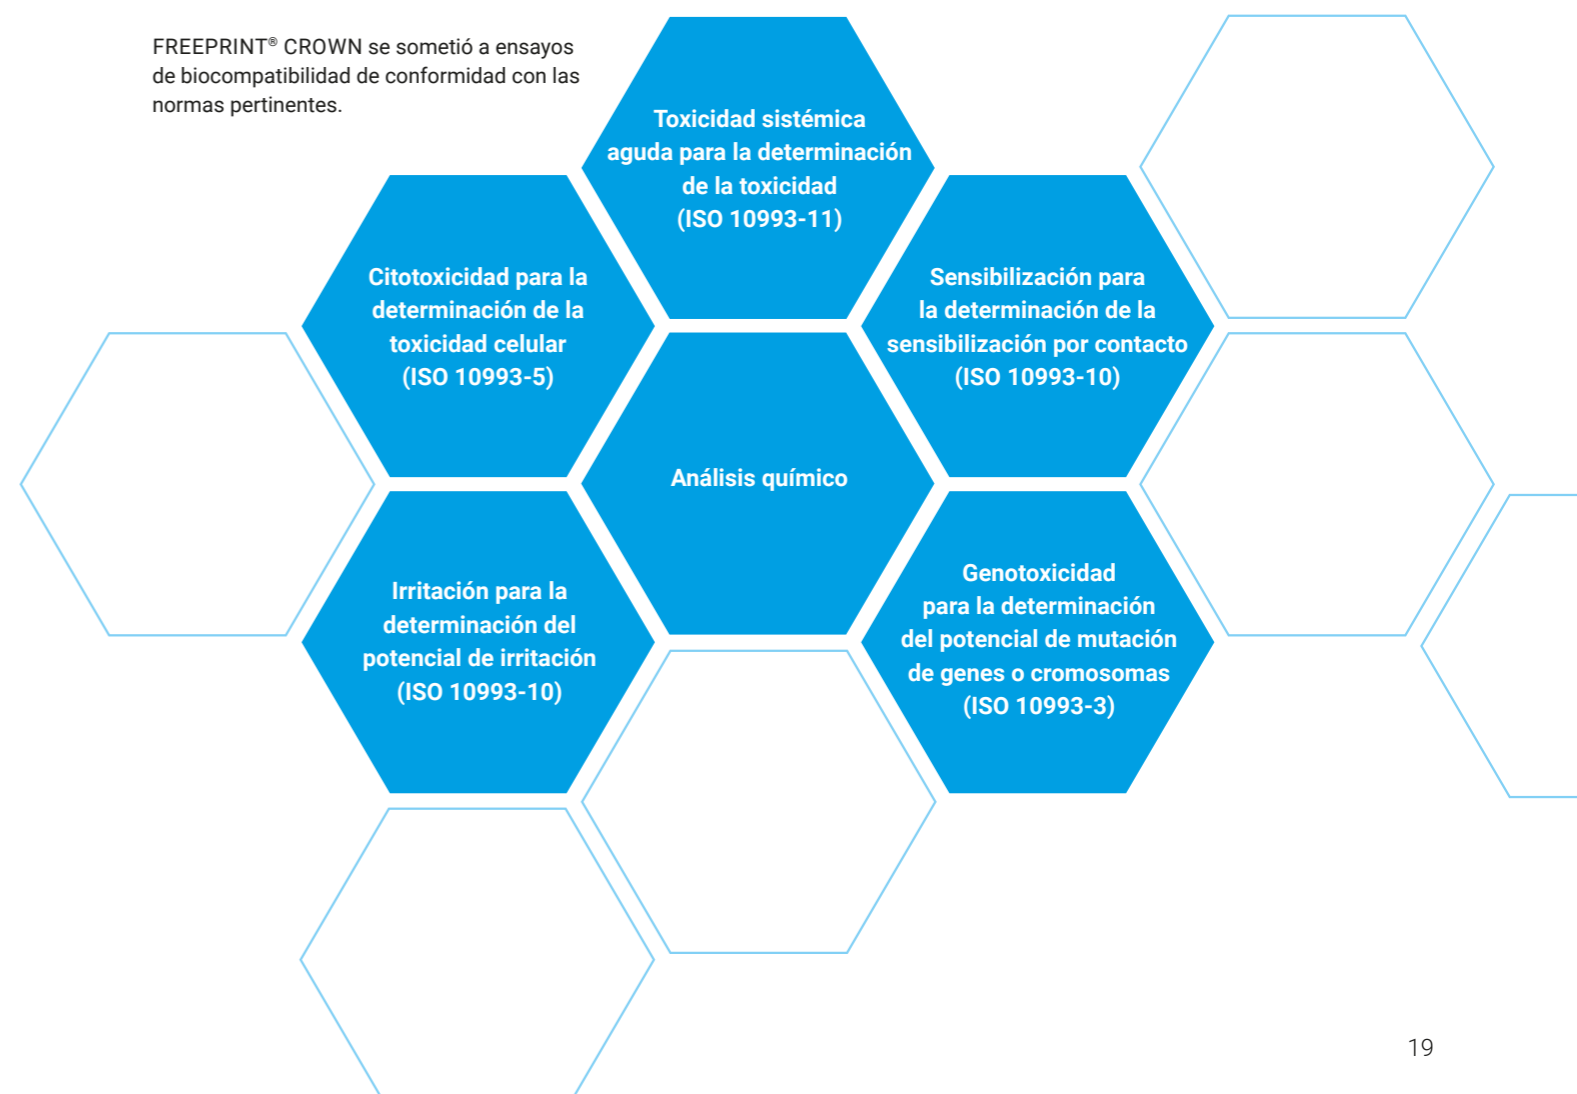 FREEPRINT® CROWN se sometió a ensayos
de biocompatibilidad de conformidad con las
normas pertinentes.
Toxicidad sistémica
aguda para la determinación
de la toxicidad
(ISO 10993-11)
Citotoxicidad para la
determinación de la
toxicidad celular
(ISO 10993-5)
Sensibilización para
la determinación de la
sensibilización por contacto
(ISO 10993-10)
Análisis químico
Irritación para la
determinación del
potencial de irritación
(ISO 10993-10)
Genotoxicidad
para la determinación
del potencial de mutación
de genes o cromosomas
(ISO 10993-3)
19